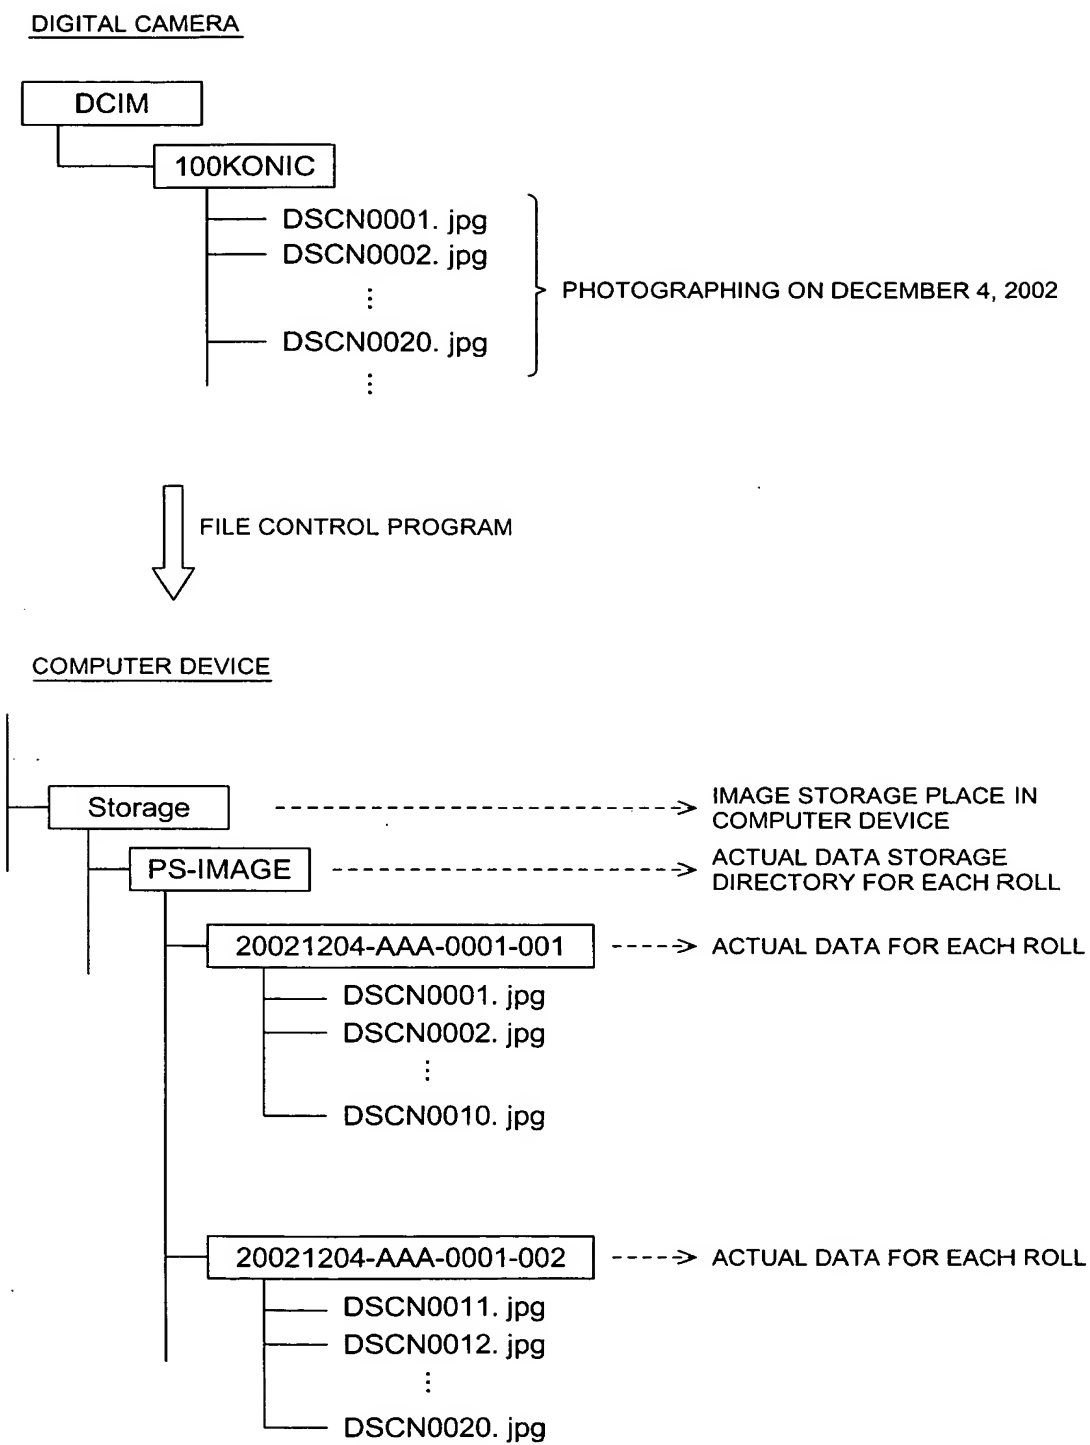 DIGITAL CAMERA
DCIM
100KONIC
DSCN0001. jpg
DSCN0002. jpg
⋮
DSCN0020. jpg
⋮
PHOTOGRAPHING ON DECEMBER 4, 2002
FILE CONTROL PROGRAM
COMPUTER DEVICE
Storage
IMAGE STORAGE PLACE IN
COMPUTER DEVICE
PS-IMAGE
ACTUAL DATA STORAGE
DIRECTORY FOR EACH ROLL
20021204-AAA-0001-001
ACTUAL DATA FOR EACH ROLL
DSCN0001. jpg
DSCN0002. jpg
⋮
DSCN0010. jpg
20021204-AAA-0001-002
ACTUAL DATA FOR EACH ROLL
DSCN0011. jpg
DSCN0012. jpg
⋮
DSCN0020. jpg